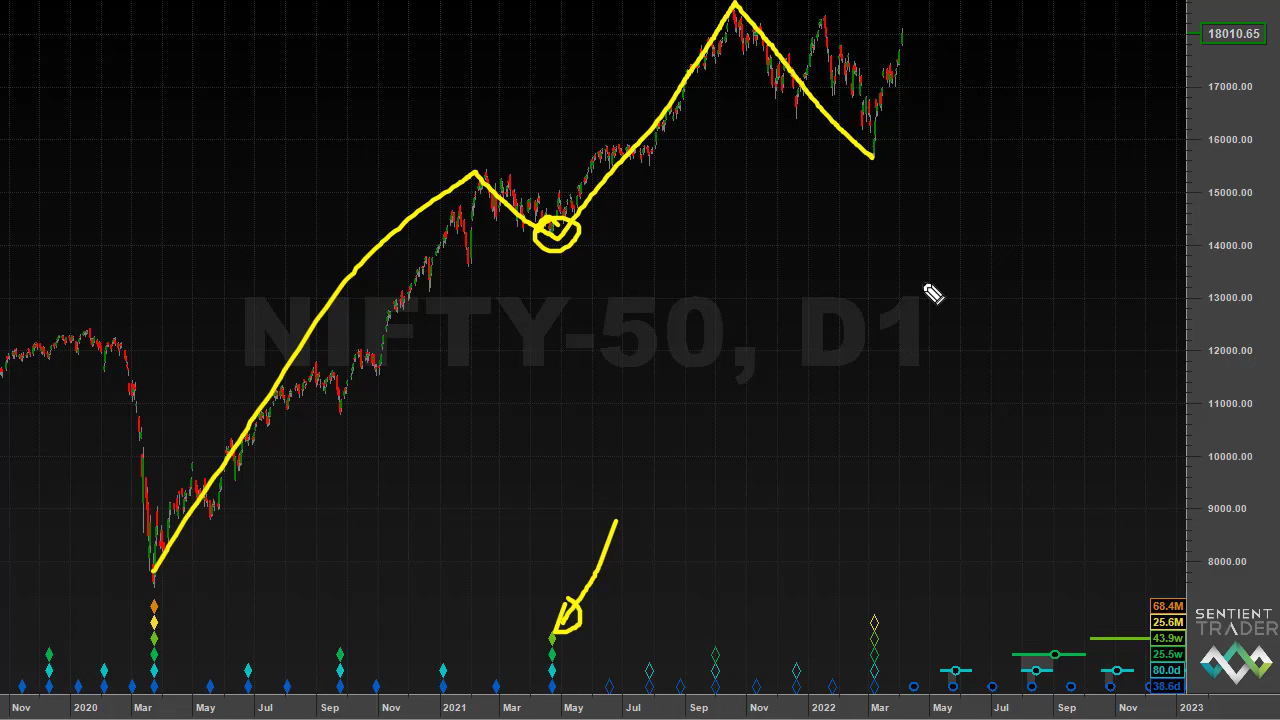 18010.65
17000.00
16000.00
15000.00
14000.00
NIFTY-50, D1
13000.00
12000.00
11000.00
10000.00
9000.00
8000.00
68.4M
25.6M
43.9w
25.5w
80.0d
38.6d
SENTIENT
TRADER
Nov 2020 Mar May Jul Sep Nov 2021 Mar May Jul Sep Nov 2022 Mar May Jul Sep Nov 2023